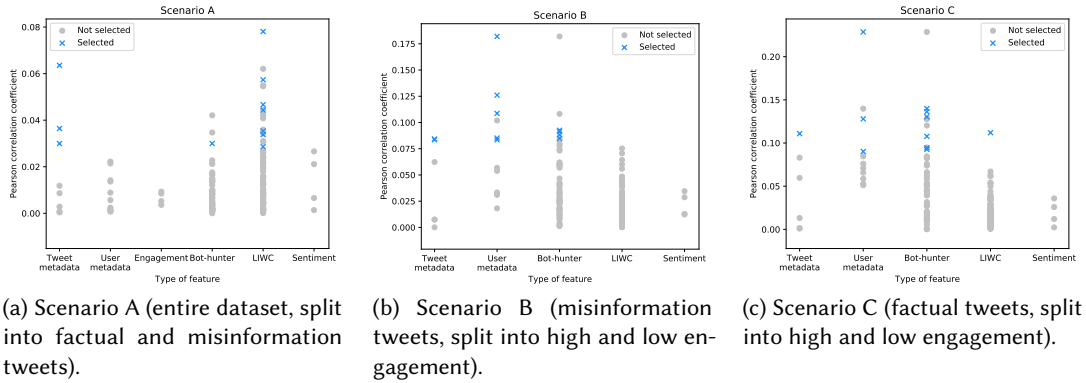 Scenario A
0.08
0.06
0.04
0.02
0.00
Pearson correlation coefficient
Not selected
Selected
Tweet metadata
User metadata
Engagement
Bot-hunter
LIWC
Sentiment
Type of feature
Scenario B
0.175
0.150
0.125
0.100
0.075
0.050
0.025
0.000
Pearson correlation coefficient
Not selected
Selected
Tweet metadata
User metadata
Bot-hunter
LIWC
Sentiment
Type of feature
Scenario C
0.20
0.15
0.10
0.05
0.00
Pearson correlation coefficient
Not selected
Selected
Tweet metadata
User metadata
Bot-hunter
LIWC
Sentiment
Type of feature
(a) Scenario A (entire dataset, split
into factual and misinformation
tweets).
(b) Scenario B (misinformation
tweets, split into high and low en-
gagement).
(c) Scenario C (factual tweets, split
into high and low engagement).